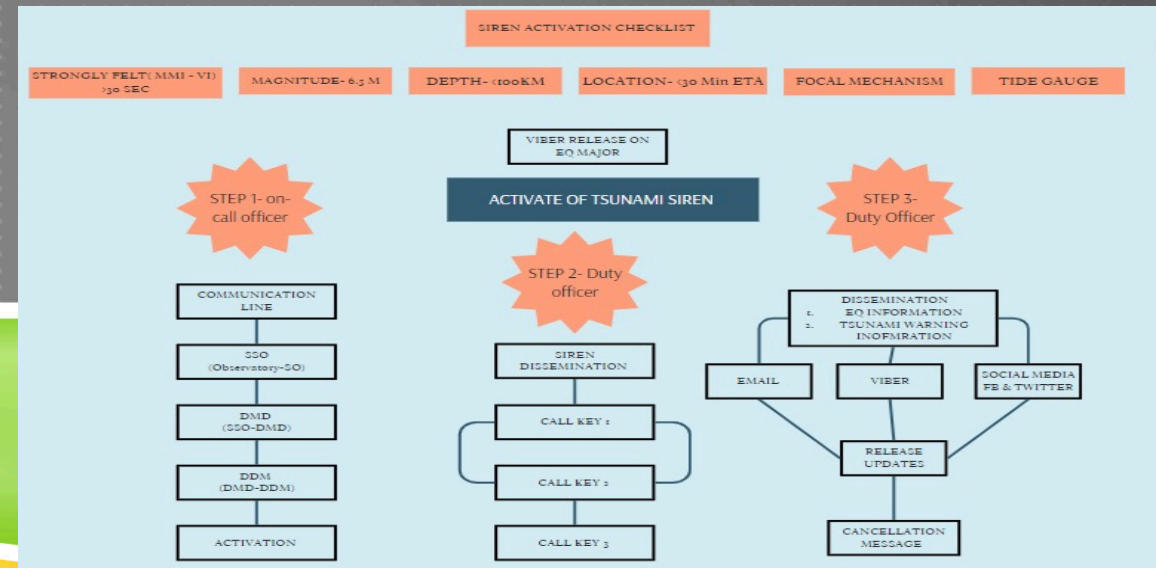 SIREN ACTIVATION CHECKLIST
STRONGLY FELT( MMI - VI)
>30 SEC
MAGNITUDE- 6.5 M
DEPTH- <100KM
LOCATION- <30 Min ETA
FOCAL MECHANISM
TIDE GAUGE
VIBER RELEASE ON
EQ MAJOR
ACTIVATE OF TSUNAMI SIREN
STEP 1- on-
call officer
COMMUNICATION
LINE
SSO
(Observatory-SO)
DMD
(SSO-DMD)
DDM
(DMD-DDM)
ACTIVATION
STEP 2- Duty
officer
SIREN
DISSEMINATION
CALL KEY 1
CALL KEY 2
CALL KEY 3
STEP 3-
Duty Officer
DISSEMINATION
1. EQ INFORMATION
2. TSUNAMI WARNING
INOFMRATION
EMAIL
VIBER
SOCIAL MEDIA
FB & TWITTER
RELEASE
UPDATES
CANCELLATION
MESSAGE